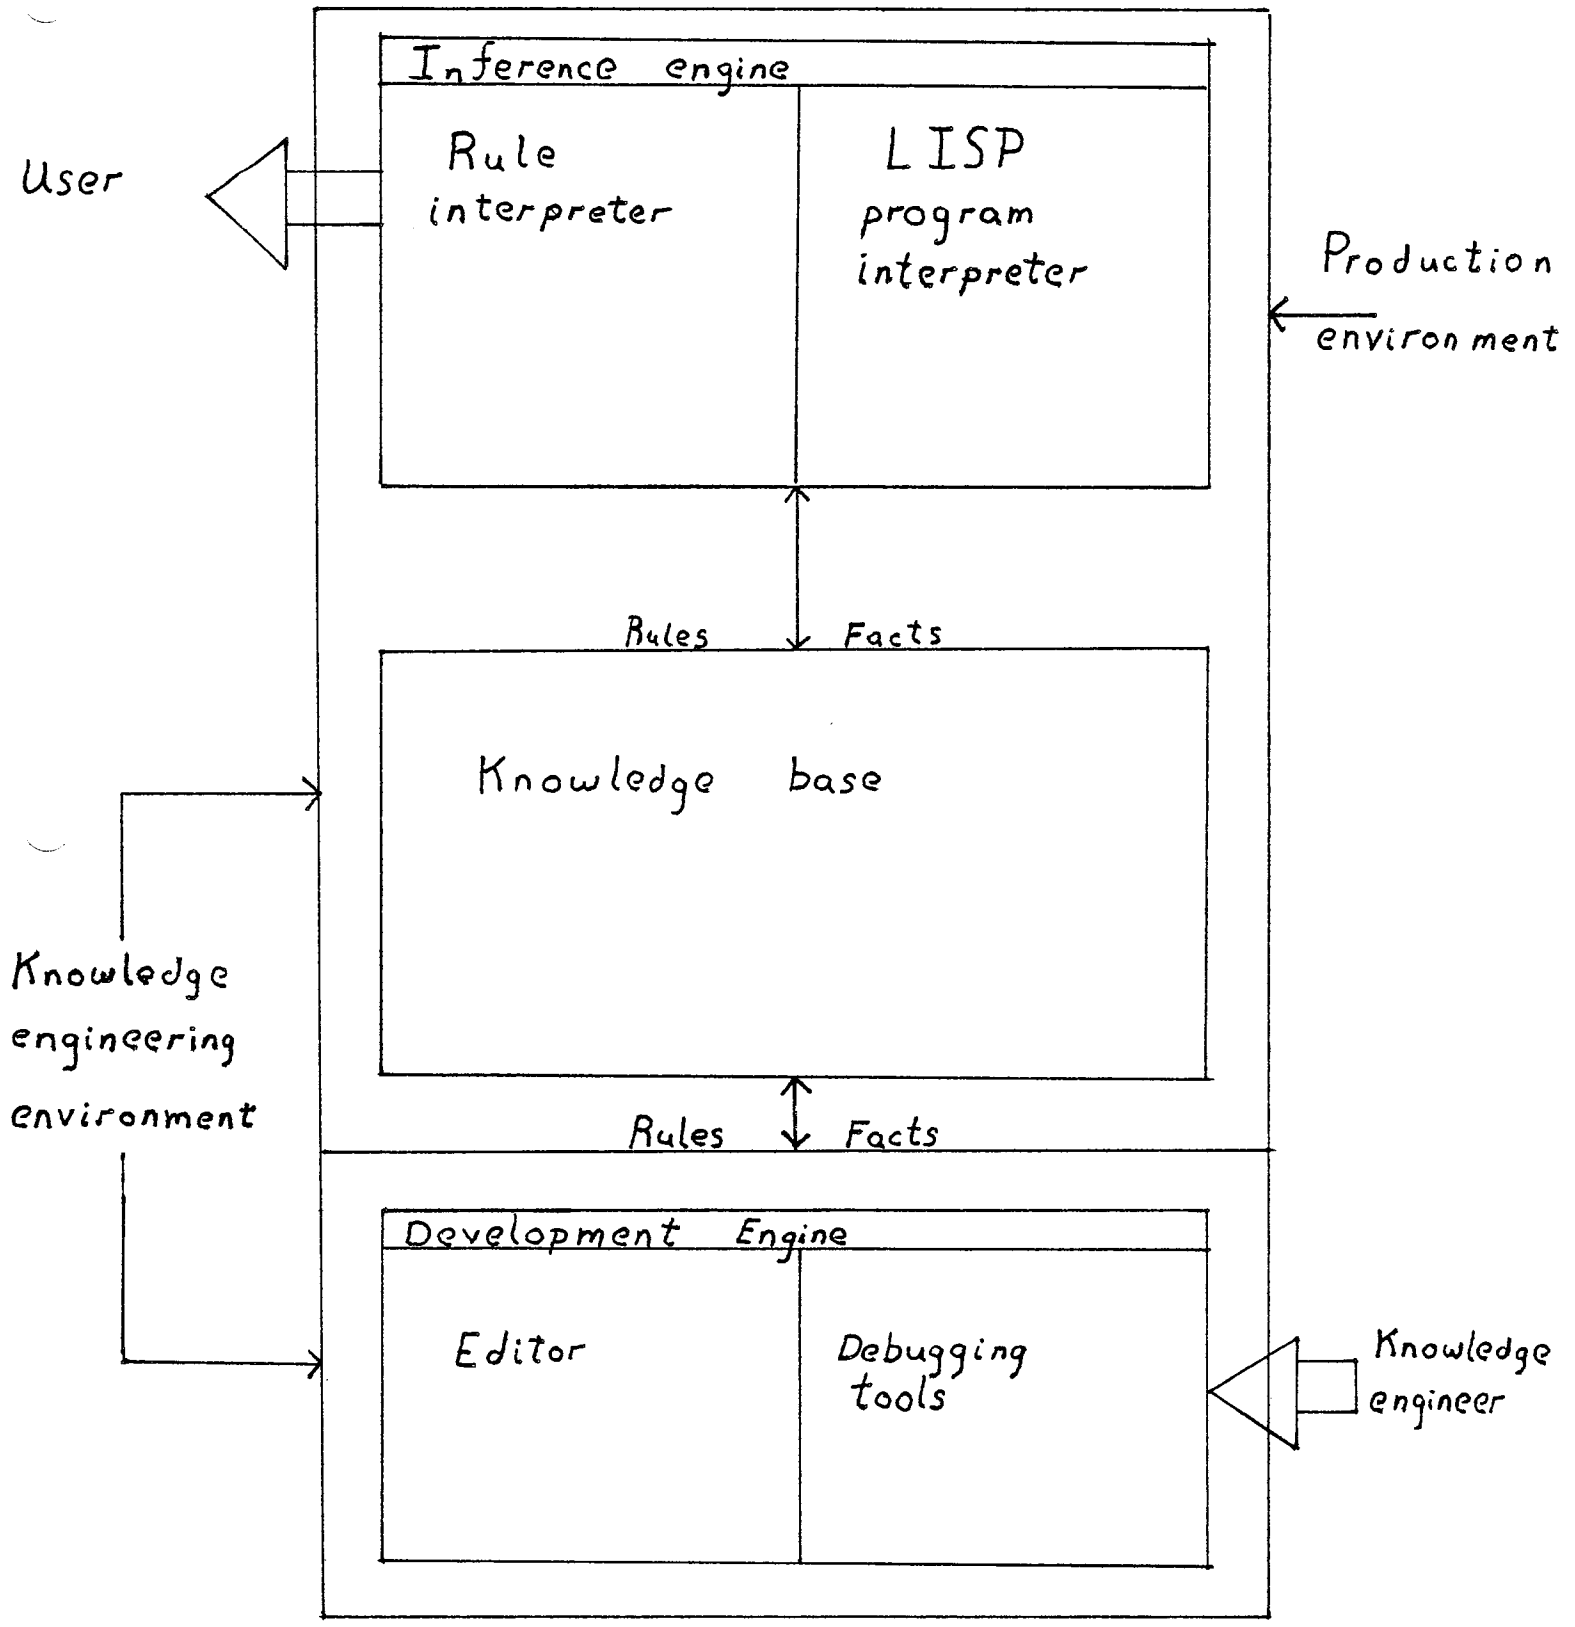 Inference engine
User
Rule
interpreter
LISP
program
interpreter
Production
environment
Rules Facts
Knowledge base
Knowledge
engineering
environment
Rules Facts
Development Engine
Editor
Debugging
tools
Knowledge
engineer